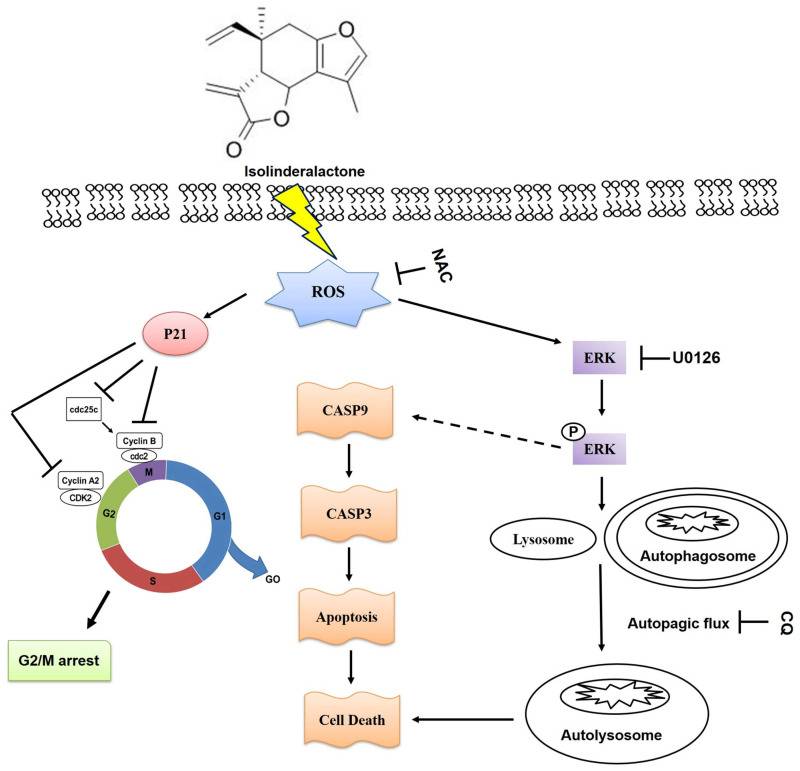 O
O
O
Isolinderalactone
NAC
ROS
P21
ERK
U0126
cdc25c
CASP9
P
ERK
Cyclin B
cdc2
M
Cyclin A2
CDK2
G2
G1
S
GO
CASP3
Lysosome
Autophagosome
Apoptosis
Autopagic flux
CQ
G2/M arrest
Cell Death
Autolysosome